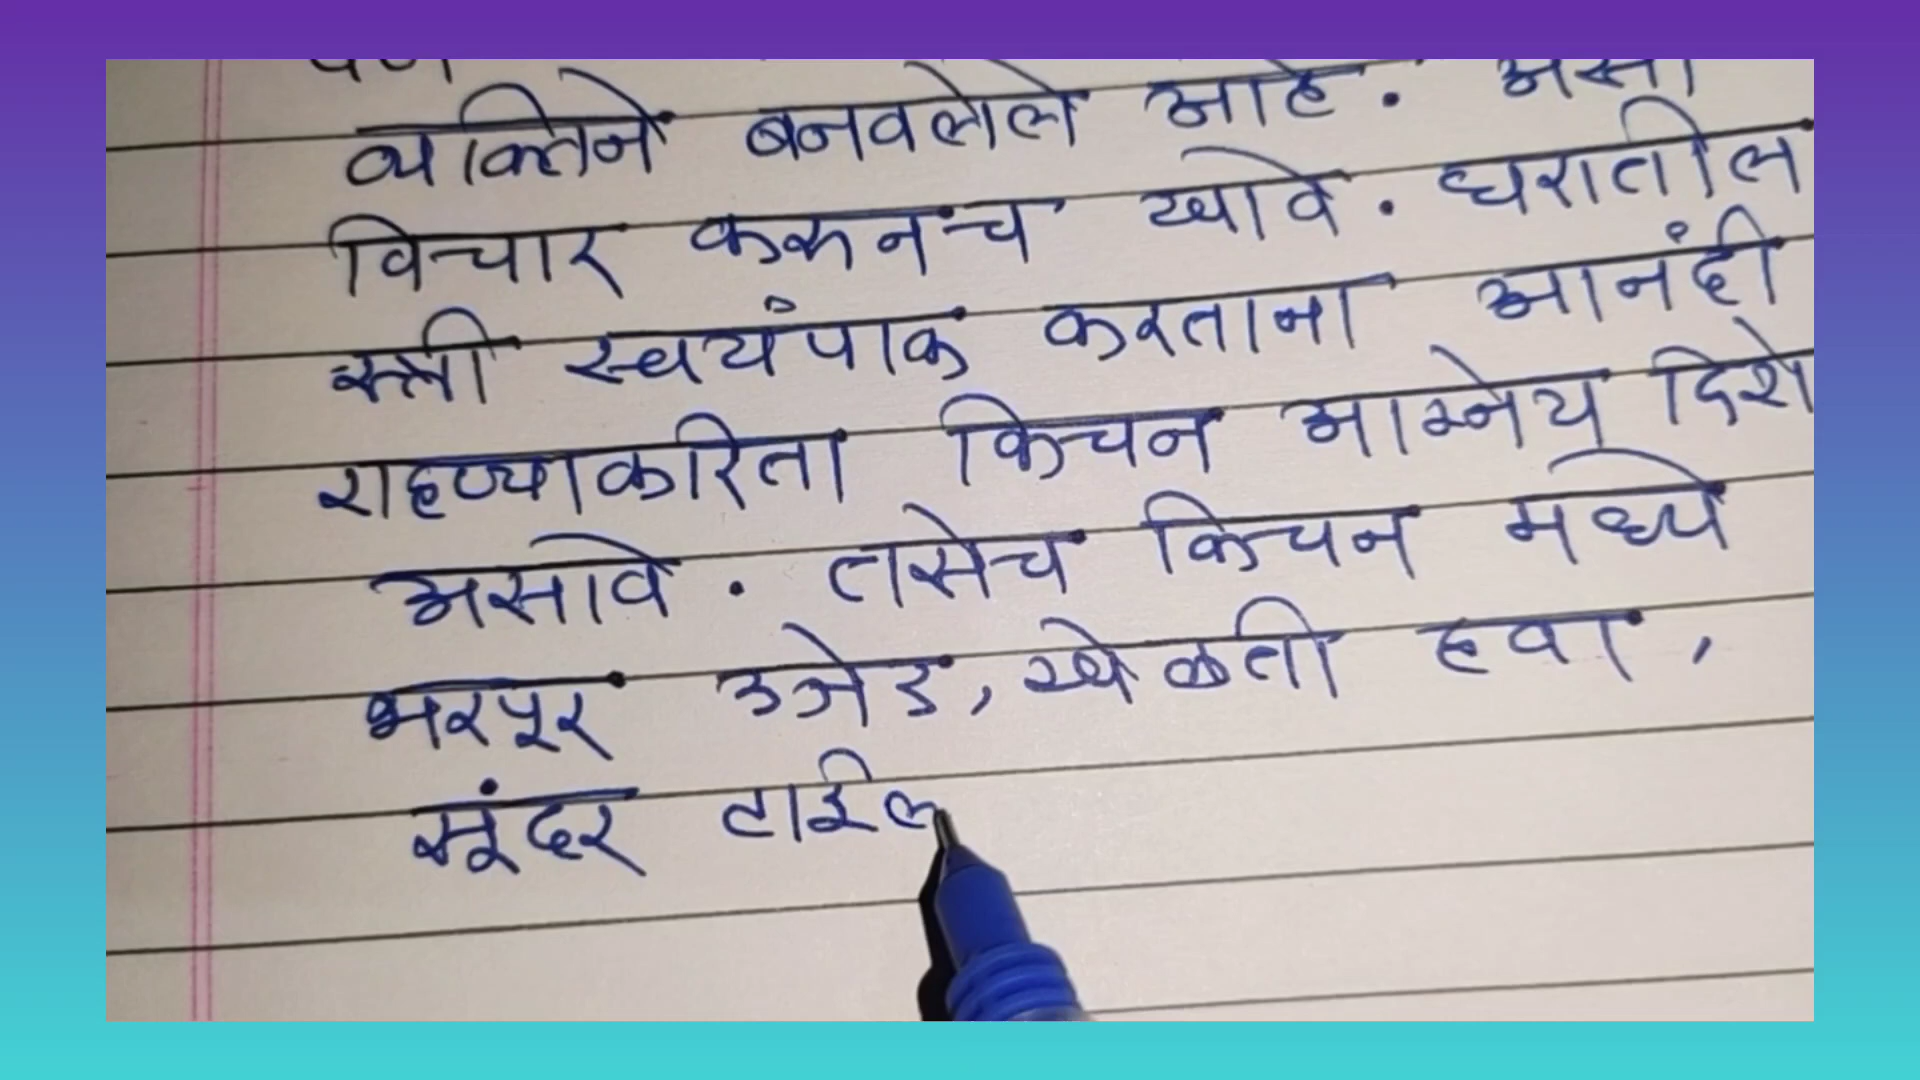 व्यक्तिने बनवलेले आहे. असा
विचार करूनच खावे. घरातील
स्त्री स्वयंपाक करताना आनंदी
राहण्याकरिता किचन आग्नेय दिशे
असावे. तसेच किचन मध्ये
भरपूर उजेड, खेळती हवा,
सूंदर टाईल